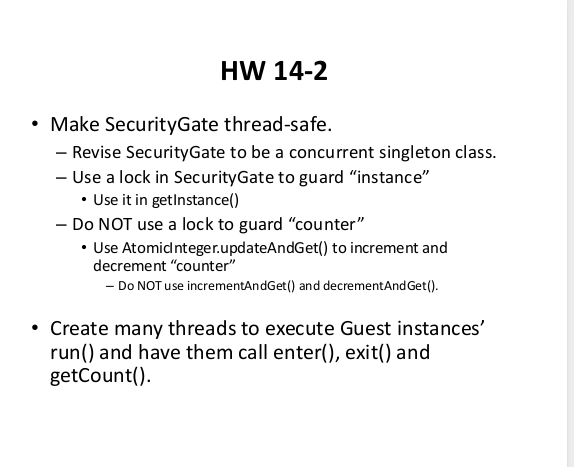 HW 14-2
• Make SecurityGate thread-safe.
– Revise SecurityGate to be a concurrent singleton class.
– Use a lock in SecurityGate to guard “instance”
• Use it in getInstance()
– Do NOT use a lock to guard “counter”
• Use AtomicInteger.updateAndGet() to increment and
decrement “counter”
– Do NOT use incrementAndGet() and decrementAndGet().
• Create many threads to execute Guest instances’
run() and have them call enter(), exit() and
getCount().